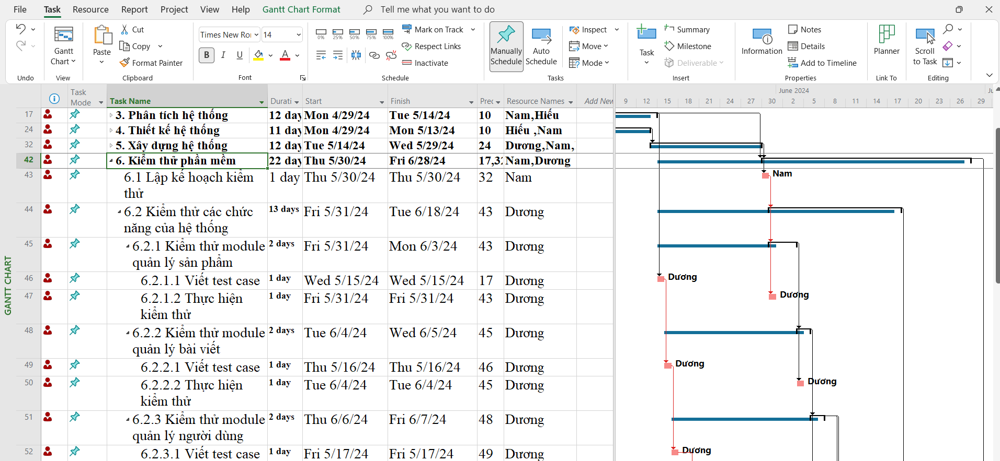 File Task Resource Report Project View Help Gantt Chart Format Tell me what you want to do
Gantt Chart
View
Undo
Paste
Cut
Copy
Format Painter
Clipboard
Times New Ro 14
B I U A
Font
0% 25% 50% 75% 100%
Mark on Track
Respect Links
Inactivate
Schedule
Manually Schedule
Auto Schedule
Inspect
Move
Mode
Tasks
Task
Summary
Milestone
Deliverable
Insert
Information
Notes
Details
Add to Timeline
Properties
Planner
Link To
Scroll to Task
Editing
GANTT CHART
Task Mode Task Name Durati Start Finish Prec Resource Names Add New
June 2024
9 12 15 18 21 24 27 30 2 5 8 11 14 17 20 23 26 29
17 3. Phân tích hệ thống 12 day Mon 4/29/24 Tue 5/14/24 10 Nam,Hiếu
24 4. Thiết kế hệ thống 11 day Mon 4/29/24 Mon 5/13/24 10 Hiếu ,Nam
32 5. Xây dựng hệ thống 12 day Tue 5/14/24 Wed 5/29/24 24 Dương,Nam,
42 6. Kiểm thử phần mềm 22 day Thu 5/30/24 Fri 6/28/24 17,32 Nam,Dương
43 6.1 Lập kế hoạch kiểm 1 day Thu 5/30/24 Thu 5/30/24 32 Nam
thử
44 6.2 Kiểm thử các chức 13 days Fri 5/31/24 Tue 6/18/24 43 Dương
năng của hệ thống
45 6.2.1 Kiểm thử module 2 days Fri 5/31/24 Mon 6/3/24 43 Dương
quản lý sản phẩm
46 6.2.1.1 Viết test case 1 day Wed 5/15/24 Wed 5/15/24 17 Dương
47 6.2.1.2 Thực hiện 1 day Fri 5/31/24 Fri 5/31/24 43 Dương
kiểm thử
48 6.2.2 Kiểm thử module 2 days Tue 6/4/24 Wed 6/5/24 45 Dương
quản lý bài viết
49 6.2.2.1 Viết test case 1 day Thu 5/16/24 Thu 5/16/24 46 Dương
50 6.2.2.2 Thực hiện 1 day Tue 6/4/24 Tue 6/4/24 45 Dương
kiểm thử
51 6.2.3 Kiểm thử module 2 days Thu 6/6/24 Fri 6/7/24 48 Dương
quản lý người dùng
52 6.2.3.1 Viết test case 1 day Fri 5/17/24 Fri 5/17/24 49 Dương
Nam
Dương
Dương
Dương
Dương
Dương